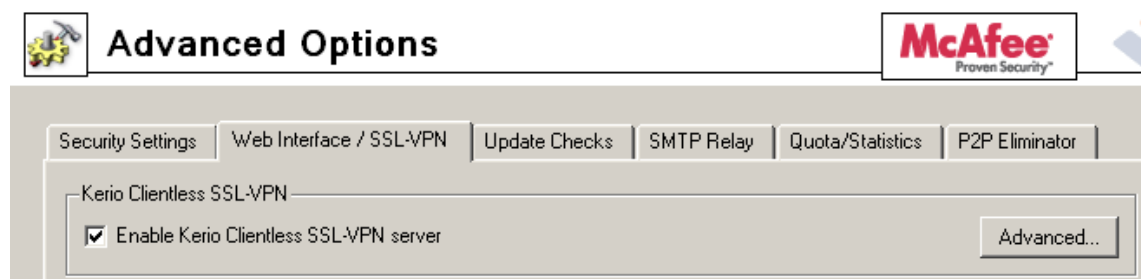 Advanced Options
McAfee
Proven Security™
Security Settings Web Interface / SSL-VPN Update Checks SMTP Relay Quota/Statistics P2P Eliminator
Kerio Clientless SSL-VPN
Enable Kerio Clientless SSL-VPN server Advanced...